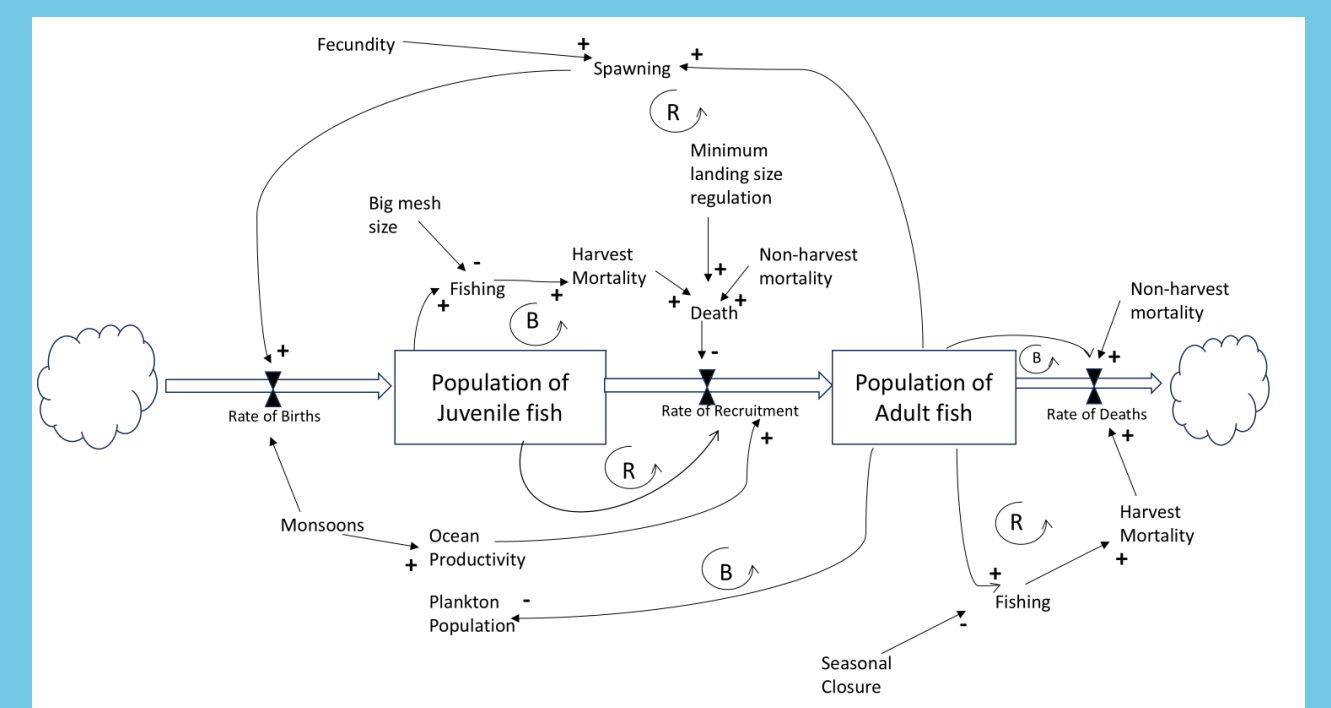 Fecundity
+
+
Spawning
R
Minimum
landing size
regulation
Big mesh
size
-
Harvest
Mortality
Non-harvest
mortality
+
Fishing
+
+
+
+
Death
B
-
Non-harvest
mortality
+
B
+
Population of
Juvenile fish
Population of
Adult fish
Rate of Births
Rate of Recruitment
Rate of Deaths
+
+
R
Monsoons
Ocean
Productivity
+
R
Harvest
Mortality
+
B
Plankton
Population
-
+
Fishing
-
Seasonal
Closure